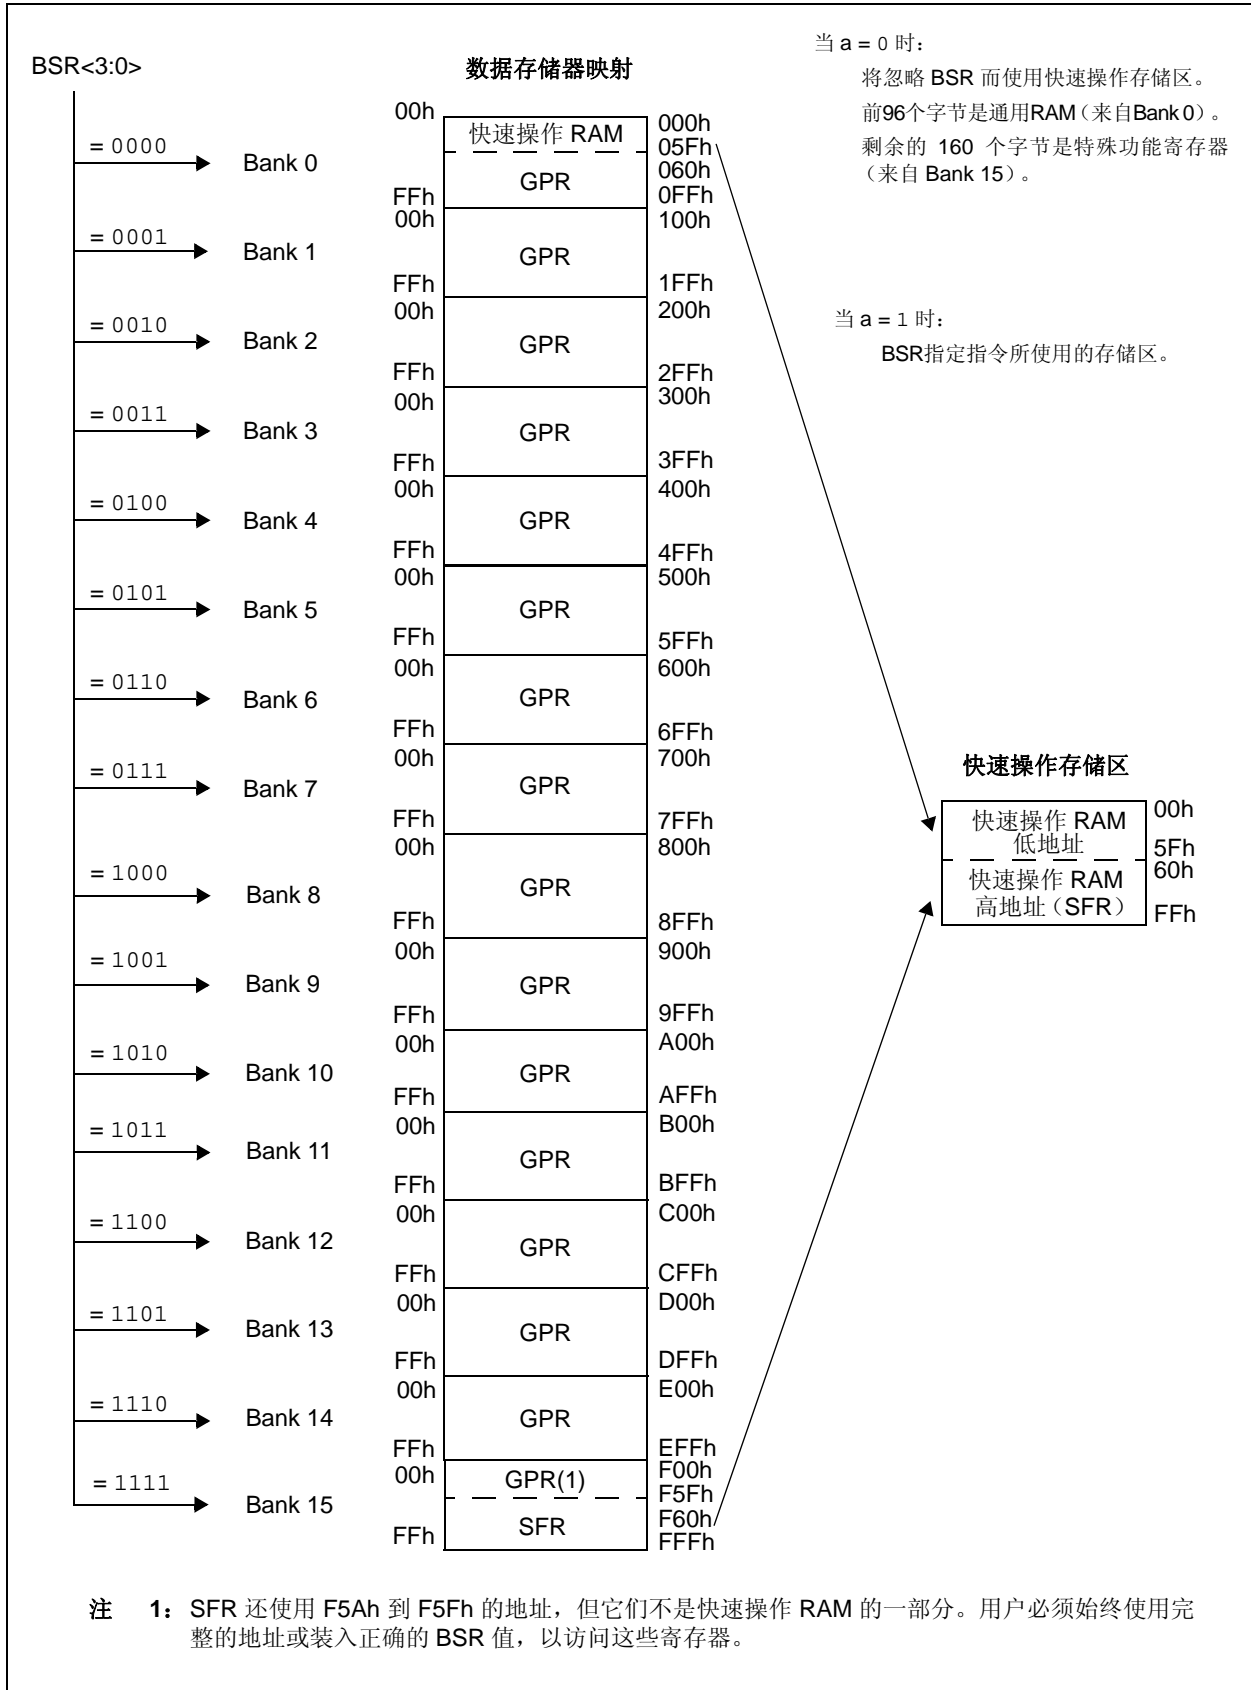 BSR<3:0>
数据存储器映射
当 a = 0 时：
将忽略 BSR 而使用快速操作存储区。
前96个字节是通用RAM（来自Bank 0）。
剩余的 160 个字节是特殊功能寄存器
（来自 Bank 15）。
当 a = 1 时：
BSR指定指令所使用的存储区。
= 0000
Bank 0
00h
FFh
快速操作 RAM
GPR
000h
05Fh
060h
0FFh
= 0001
Bank 1
00h
FFh
GPR
100h
1FFh
= 0010
Bank 2
00h
FFh
GPR
200h
2FFh
= 0011
Bank 3
00h
FFh
GPR
300h
3FFh
= 0100
Bank 4
00h
FFh
GPR
400h
4FFh
= 0101
Bank 5
00h
FFh
GPR
500h
5FFh
= 0110
Bank 6
00h
FFh
GPR
600h
6FFh
= 0111
Bank 7
00h
FFh
GPR
700h
7FFh
= 1000
Bank 8
00h
FFh
GPR
800h
8FFh
= 1001
Bank 9
00h
FFh
GPR
900h
9FFh
= 1010
Bank 10
00h
FFh
GPR
A00h
AFFh
= 1011
Bank 11
00h
FFh
GPR
B00h
BFFh
= 1100
Bank 12
00h
FFh
GPR
C00h
CFFh
= 1101
Bank 13
00h
FFh
GPR
D00h
DFFh
= 1110
Bank 14
00h
FFh
GPR
E00h
EFFh
= 1111
Bank 15
00h
FFh
GPR(1)
SFR
F00h
F5Fh
F60h
FFFh
快速操作存储区
快速操作 RAM
低地址
快速操作 RAM
高地址（SFR）
00h
5Fh
60h
FFh
注 1： SFR 还使用 F5Ah 到 F5Fh 的地址，但它们不是快速操作 RAM 的一部分。用户必须始终使用完
整的地址或装入正确的 BSR 值，以访问这些寄存器。